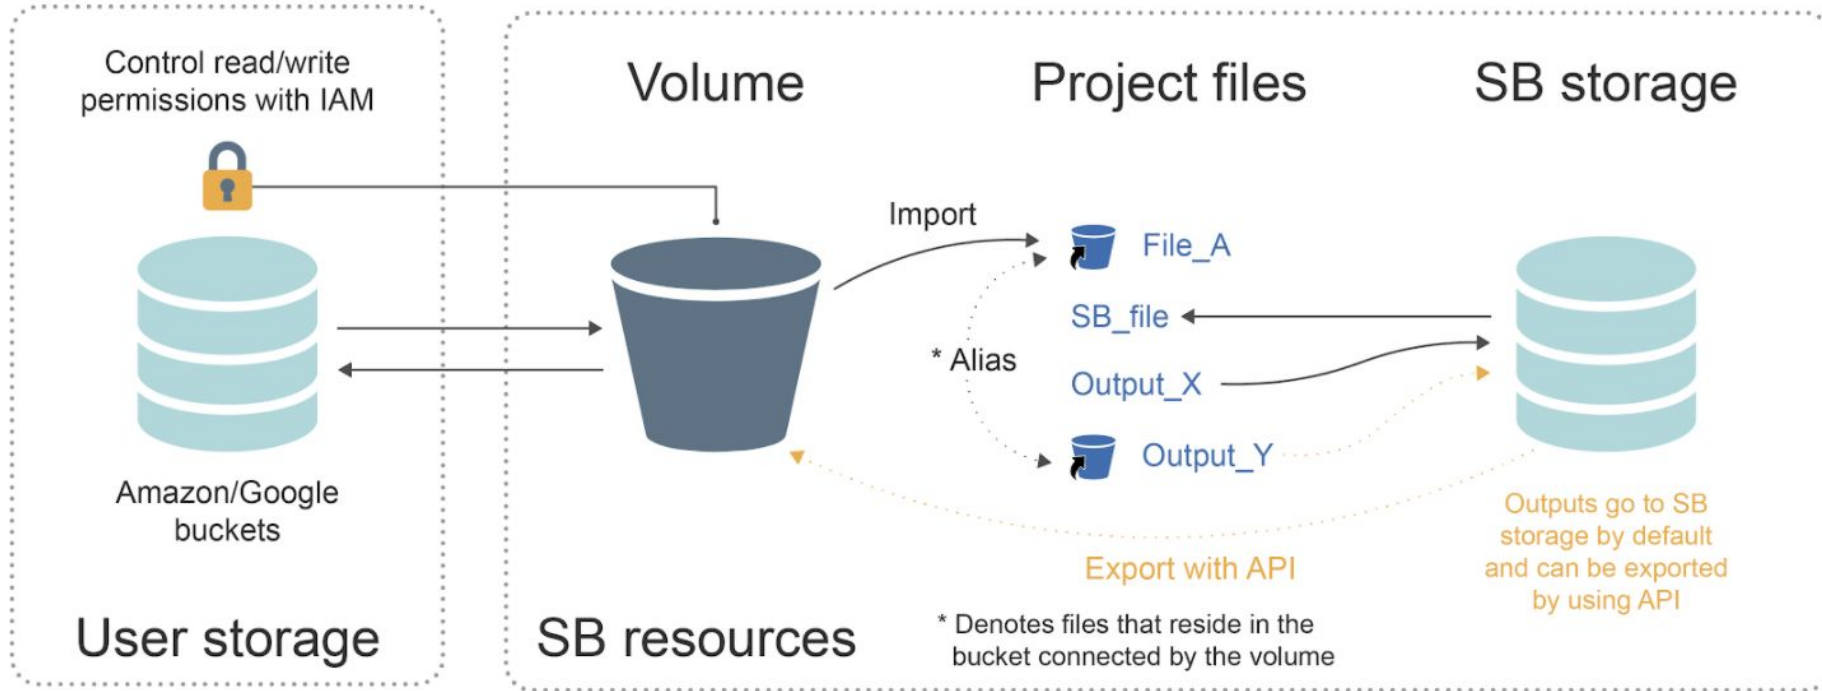 Control read/write
permissions with IAM
Amazon/Google
buckets
User storage
Volume
Project files
SB storage
Import
File_A
SB_file
* Alias
Output_X
Output_Y
Export with API
Outputs go to SB
storage by default
and can be exported
by using API
SB resources
* Denotes files that reside in the
bucket connected by the volume